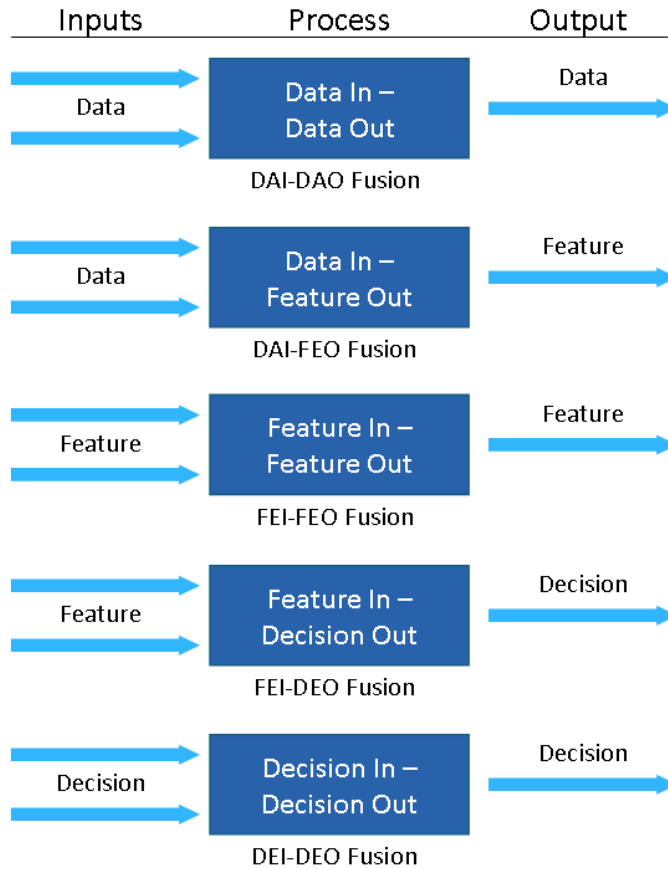 Inputs Process Output
Data
Data In –
Data Out
Data
DAI-DAO Fusion
Data
Data In –
Feature Out
Feature
DAI-FEO Fusion
Feature
Feature In –
Feature Out
Feature
FEI-FEO Fusion
Feature
Feature In –
Decision Out
Decision
FEI-DEO Fusion
Decision
Decision In –
Decision Out
Decision
DEI-DEO Fusion